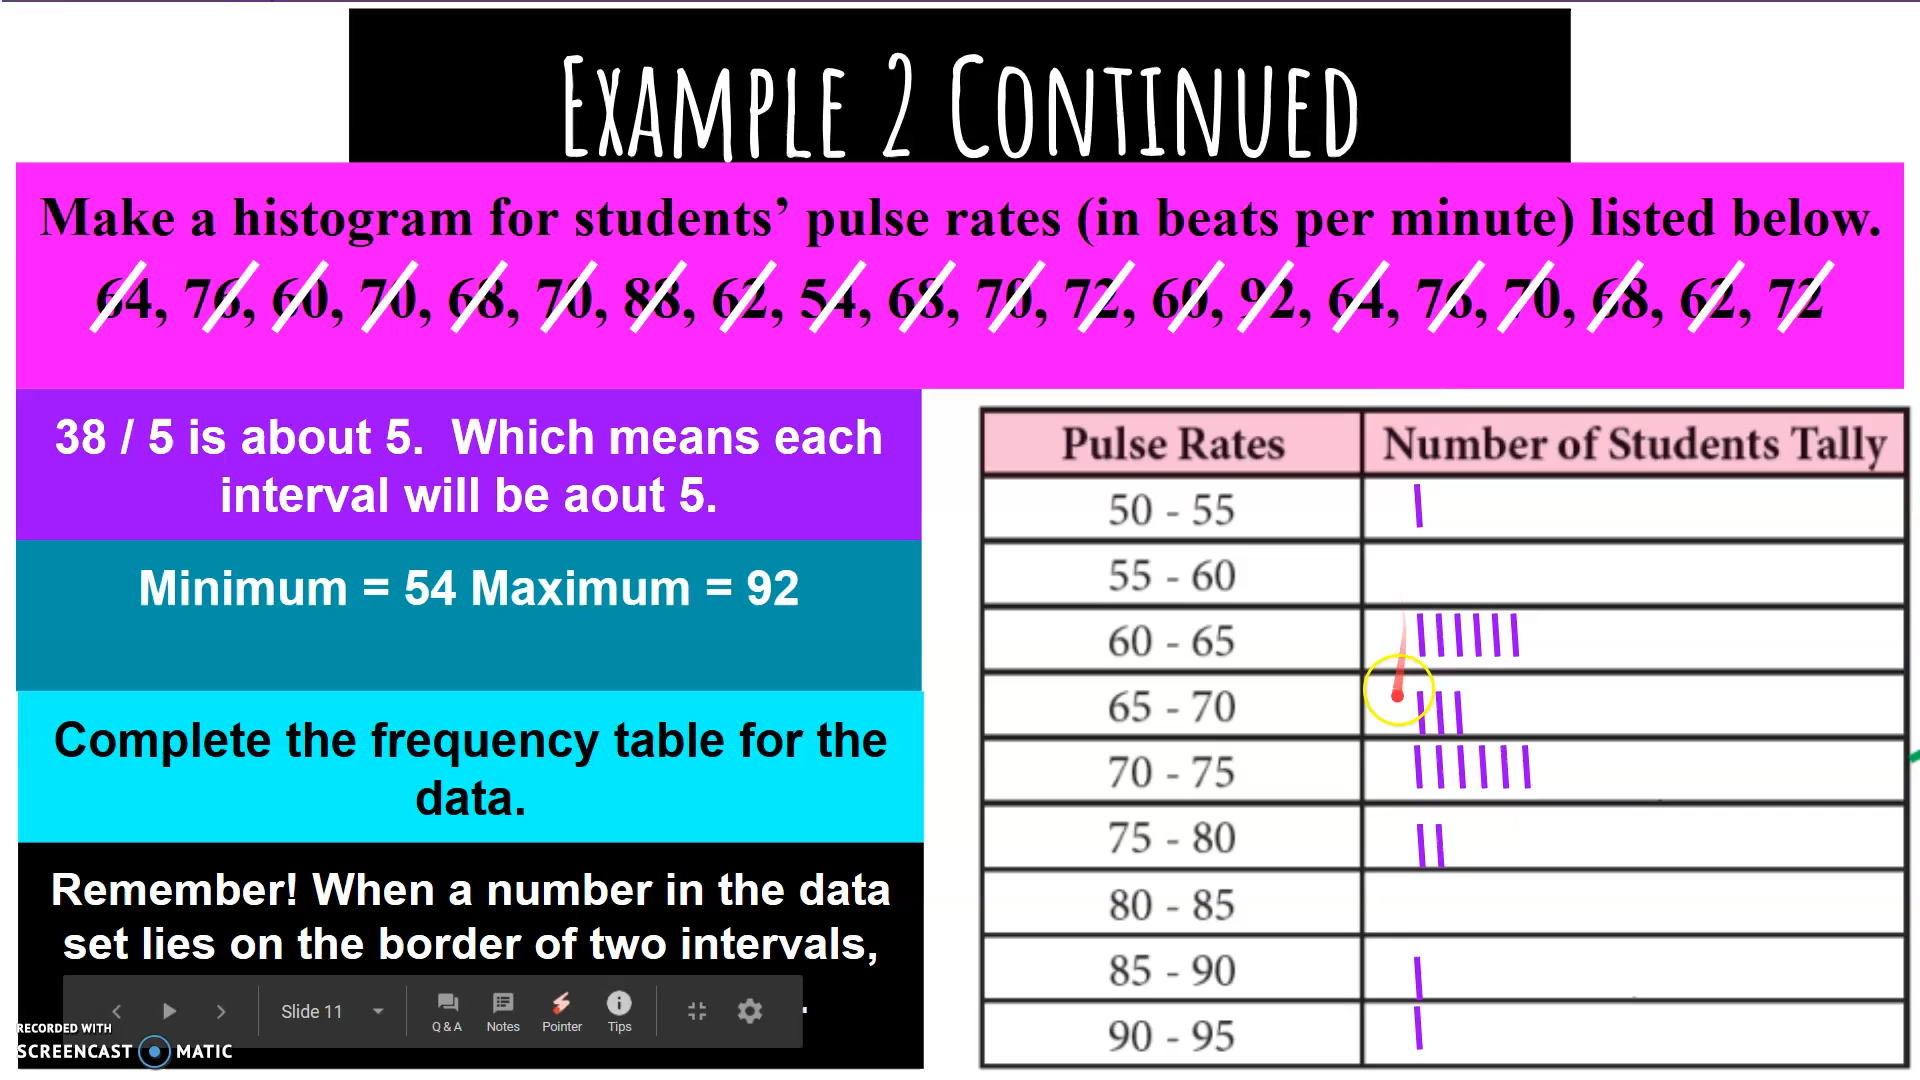 EXAMPLE 2 CONTINUED
Make a histogram for students’ pulse rates (in beats per minute) listed below.
64, 76, 60, 70, 68, 70, 88, 62, 54, 68, 70, 72, 60, 92, 64, 76, 70, 68, 62, 72
38 / 5 is about 5. Which means each
interval will be aout 5.
Minimum = 54 Maximum = 92
Complete the frequency table for the
data.
Remember! When a number in the data
set lies on the border of two intervals,
Pulse Rates Number of Students Tally
50 - 55
55 - 60
60 - 65
65 - 70
70 - 75
75 - 80
80 - 85
85 - 90
90 - 95
Slide 11
Q & A Notes Pointer Tips
RECORDED WITH
SCREENCAST MATIC